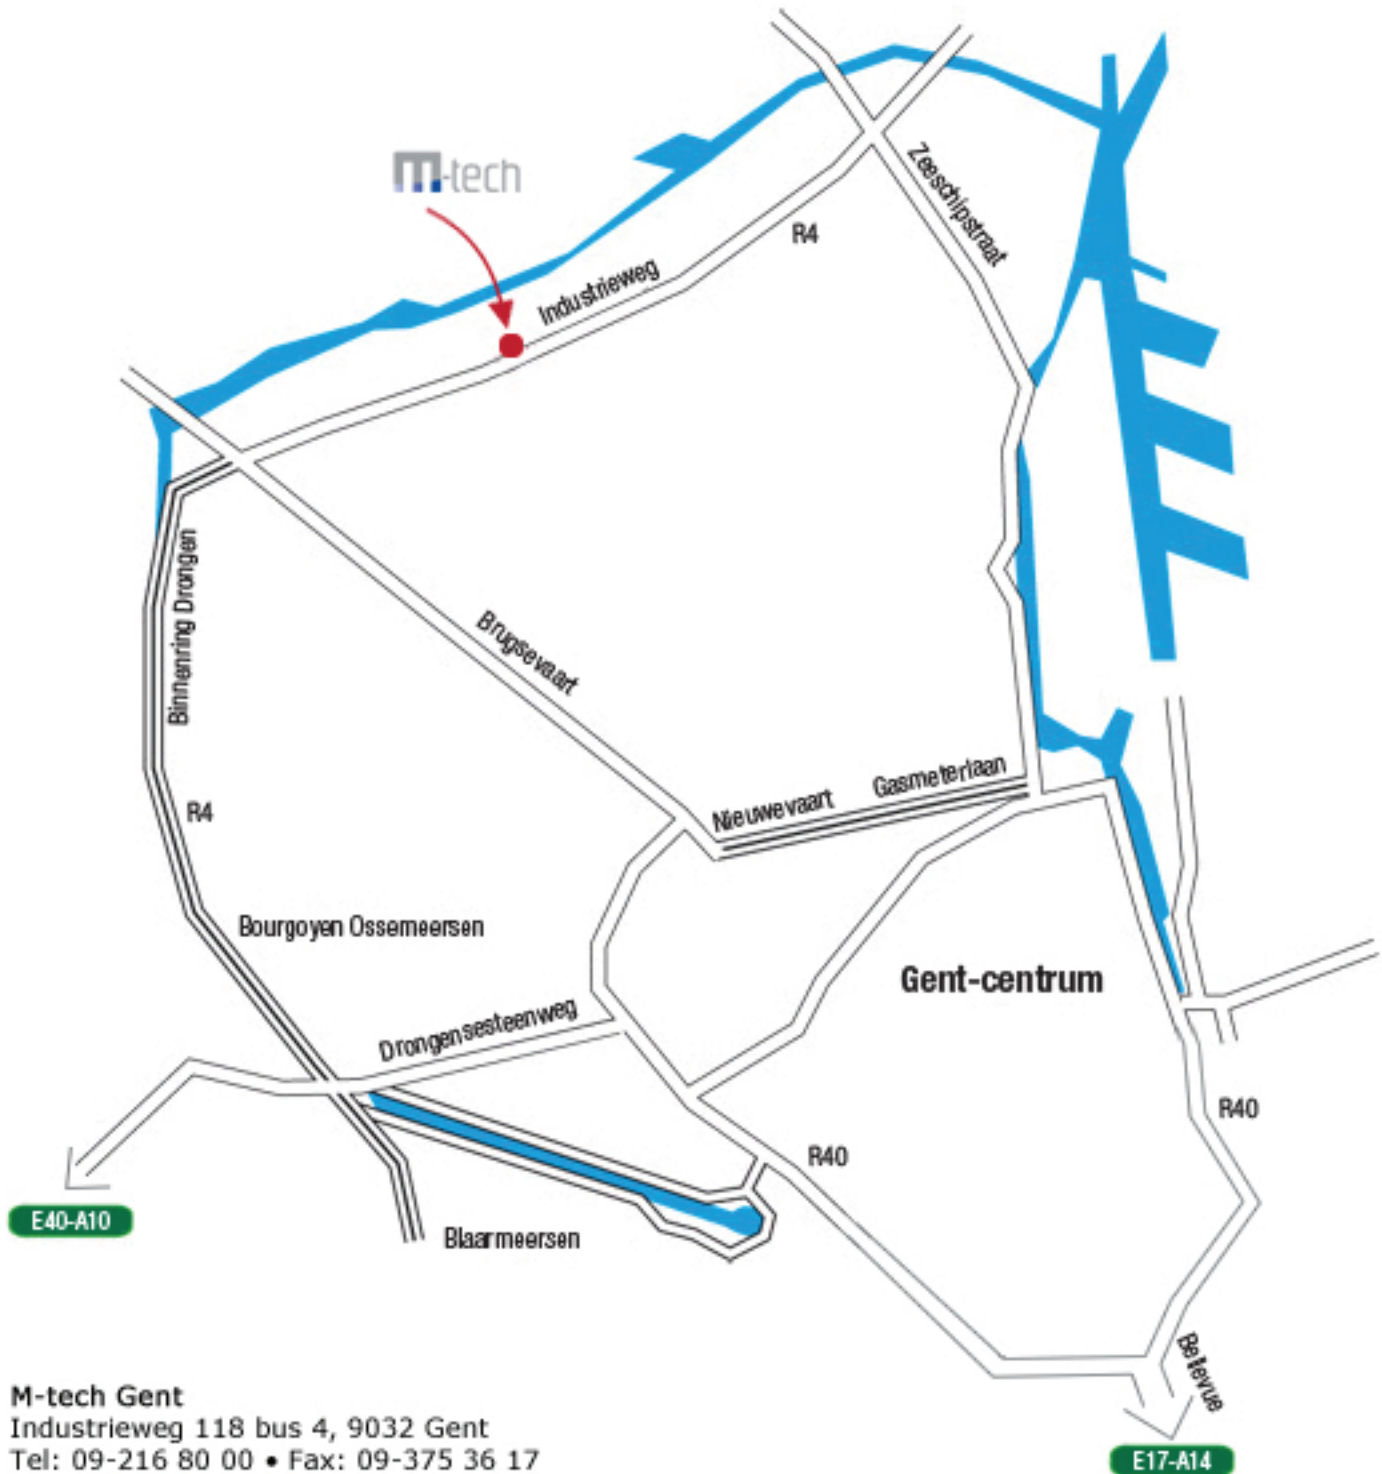 m-tech
Zeeschipstraat
R4
Industrieweg
Binnenring Drongen
Brugsevaart
Nieuwevaart
Gasmeterlaan
R4
Bourgoyen Ossemeersen
Gent-centrum
Drongensesteenweg
R40
R40
E40-A10
Blaarmeersen
Bellevue
M-tech Gent
Industrieweg 118 bus 4, 9032 Gent
Tel: 09-216 80 00 • Fax: 09-375 36 17
E17-A14